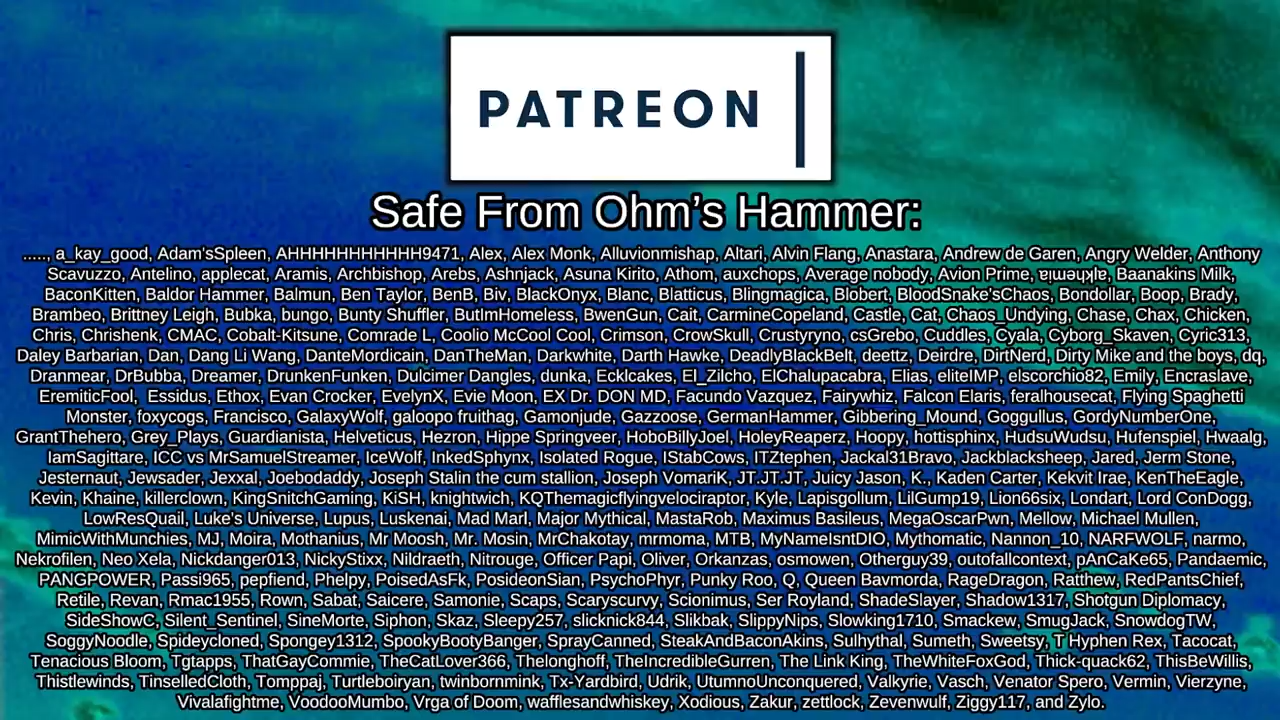 PATREON
Safe From Ohm's Hammer:
....., a_kay_good, Adam'sSpleen, AHHHHHHHHHHH9471, Alex, Alex Monk, Alluvionmishap, Altari, Alvin Flang, Anastara, Andrew de Garen, Angry Welder, Anthony
Scavuzzo, Antelino, applecat, Aramis, Archbishop, Arebs, Ashnjack, Asuna Kirito, Athom, auxchops, Average nobody, Avion Prime, ɐıɯǝuʞlɐ, Baanakins Milk,
BaconKitten, Baldor Hammer, Balmun, Ben Taylor, BenB, Biv, BlackOnyx, Blanc, Blatticus, Blingmagica, Blobert, BloodSnake'sChaos, Bondollar, Boop, Brady,
Brambeo, Brittney Leigh, Bubka, bungo, Bunty Shuffler, ButImHomeless, BwenGun, Cait, CarmineCopeland, Castle, Cat, Chaos_Undying, Chase, Chax, Chicken,
Chris, Chrishenk, CMAC, Cobalt-Kitsune, Comrade L, Coolio McCool Cool, Crimson, CrowSkull, Crustyryno, csGrebo, Cuddles, Cyala, Cyborg_Skaven, Cyric313,
Daley Barbarian, Dan, Dang Li Wang, DanteMordicain, DanTheMan, Darkwhite, Darth Hawke, DeadlyBlackBelt, deettz, Deirdre, DirtNerd, Dirty Mike and the boys, dq,
Dranmear, DrBubba, Dreamer, DrunkenFunken, Dulcimer Dangles, dunka, Ecklcakes, El_Zilcho, ElChalupacabra, Elias, eliteIMP, elscorchio82, Emily, Encraslave,
EremiticFool, Essidus, Ethox, Evan Crocker, EvelynX, Evie Moon, EX Dr. DON MD, Facundo Vazquez, Fairywhiz, Falcon Elaris, feralhousecat, Flying Spaghetti
Monster, foxycogs, Francisco, GalaxyWolf, galoopo fruithag, Gamonjude, Gazzoose, GermanHammer, Gibbering_Mound, Goggullus, GordyNumberOne,
GrantThehero, Grey_Plays, Guardianista, Helveticus, Hezron, Hippe Springveer, HoboBillyJoel, HoleyReaperz, Hoopy, hottisphinx, HudsuWudsu, Hufenspiel, Hwaalg,
IamSagittare, ICC vs MrSamuelStreamer, IceWolf, InkedSphynx, Isolated Rogue, IStabCows, ITZtephen, Jackal31Bravo, Jackblacksheep, Jared, Jerm Stone,
Jesternaut, Jewsader, Jexxal, Joebodaddy, Joseph Stalin the cum stallion, Joseph VomariK, JT.JT.JT, Juicy Jason, K., Kaden Carter, Kekvit Irae, KenTheEagle,
Kevin, Khaine, killerclown, KingSnitchGaming, KiSH, knightwich, KQThemagicflyingvelociraptor, Kyle, Lapisgollum, LilGump19, Lion66six, Londart, Lord ConDogg,
LowResQuail, Luke's Universe, Lupus, Luskenai, Mad Marl, Major Mythical, MastaRob, Maximus Basileus, MegaOscarPwn, Mellow, Michael Mullen,
MimicWithMunchies, MJ, Moira, Mothanius, Mr Moosh, Mr. Mosin, MrChakotay, mrmoma, MTB, MyNameIsntDIO, Mythomatic, Nannon_10, NARFWOLF, narmo,
Nekrofilen, Neo Xela, Nickdanger013, NickyStixx, Nildraeth, Nitrouge, Officer Papi, Oliver, Orkanzas, osmowen, Otherguy39, outofallcontext, pAnCaKe65, Pandaemic,
PANGPOWER, Passi965, pepfiend, Phelpy, PoisedAsFk, PosideonSian, PsychoPhyr, Punky Roo, Q, Queen Bavmorda, RageDragon, Ratthew, RedPantsChief,
Retile, Revan, Rmac1955, Rown, Sabat, Saicere, Samonie, Scaps, Scaryscurvy, Scionimus, Ser Royland, ShadeSlayer, Shadow1317, Shotgun Diplomacy,
SideShowC, Silent_Sentinel, SineMorte, Siphon, Skaz, Sleepy257, slicknick844, Slikbak, SlippyNips, Slowking1710, Smackew, SmugJack, SnowdogTW,
SoggyNoodle, Spideycloned, Spongey1312, SpookyBootyBanger, SprayCanned, SteakAndBaconAkins, Sulhythal, Sumeth, Sweetsy, T Hyphen Rex, Tacocat,
Tenacious Bloom, Tgtapps, ThatGayCommie, TheCatLover366, Thelonghoff, TheIncredibleGurren, The Link King, TheWhiteFoxGod, Thick-quack62, ThisBeWillis,
Thistlewinds, TinselledCloth, Tomppaj, Turtleboiryan, twinbornmink, Tx-Yardbird, Udrik, UtumnoUnconquered, Valkyrie, Vasch, Venator Spero, Vermin, Vierzyne,
Vivalafightme, VoodooMumbo, Vrga of Doom, wafflesandwhiskey, Xodious, Zakur, zettlock, Zevenwulf, Ziggy117, and Zylo.